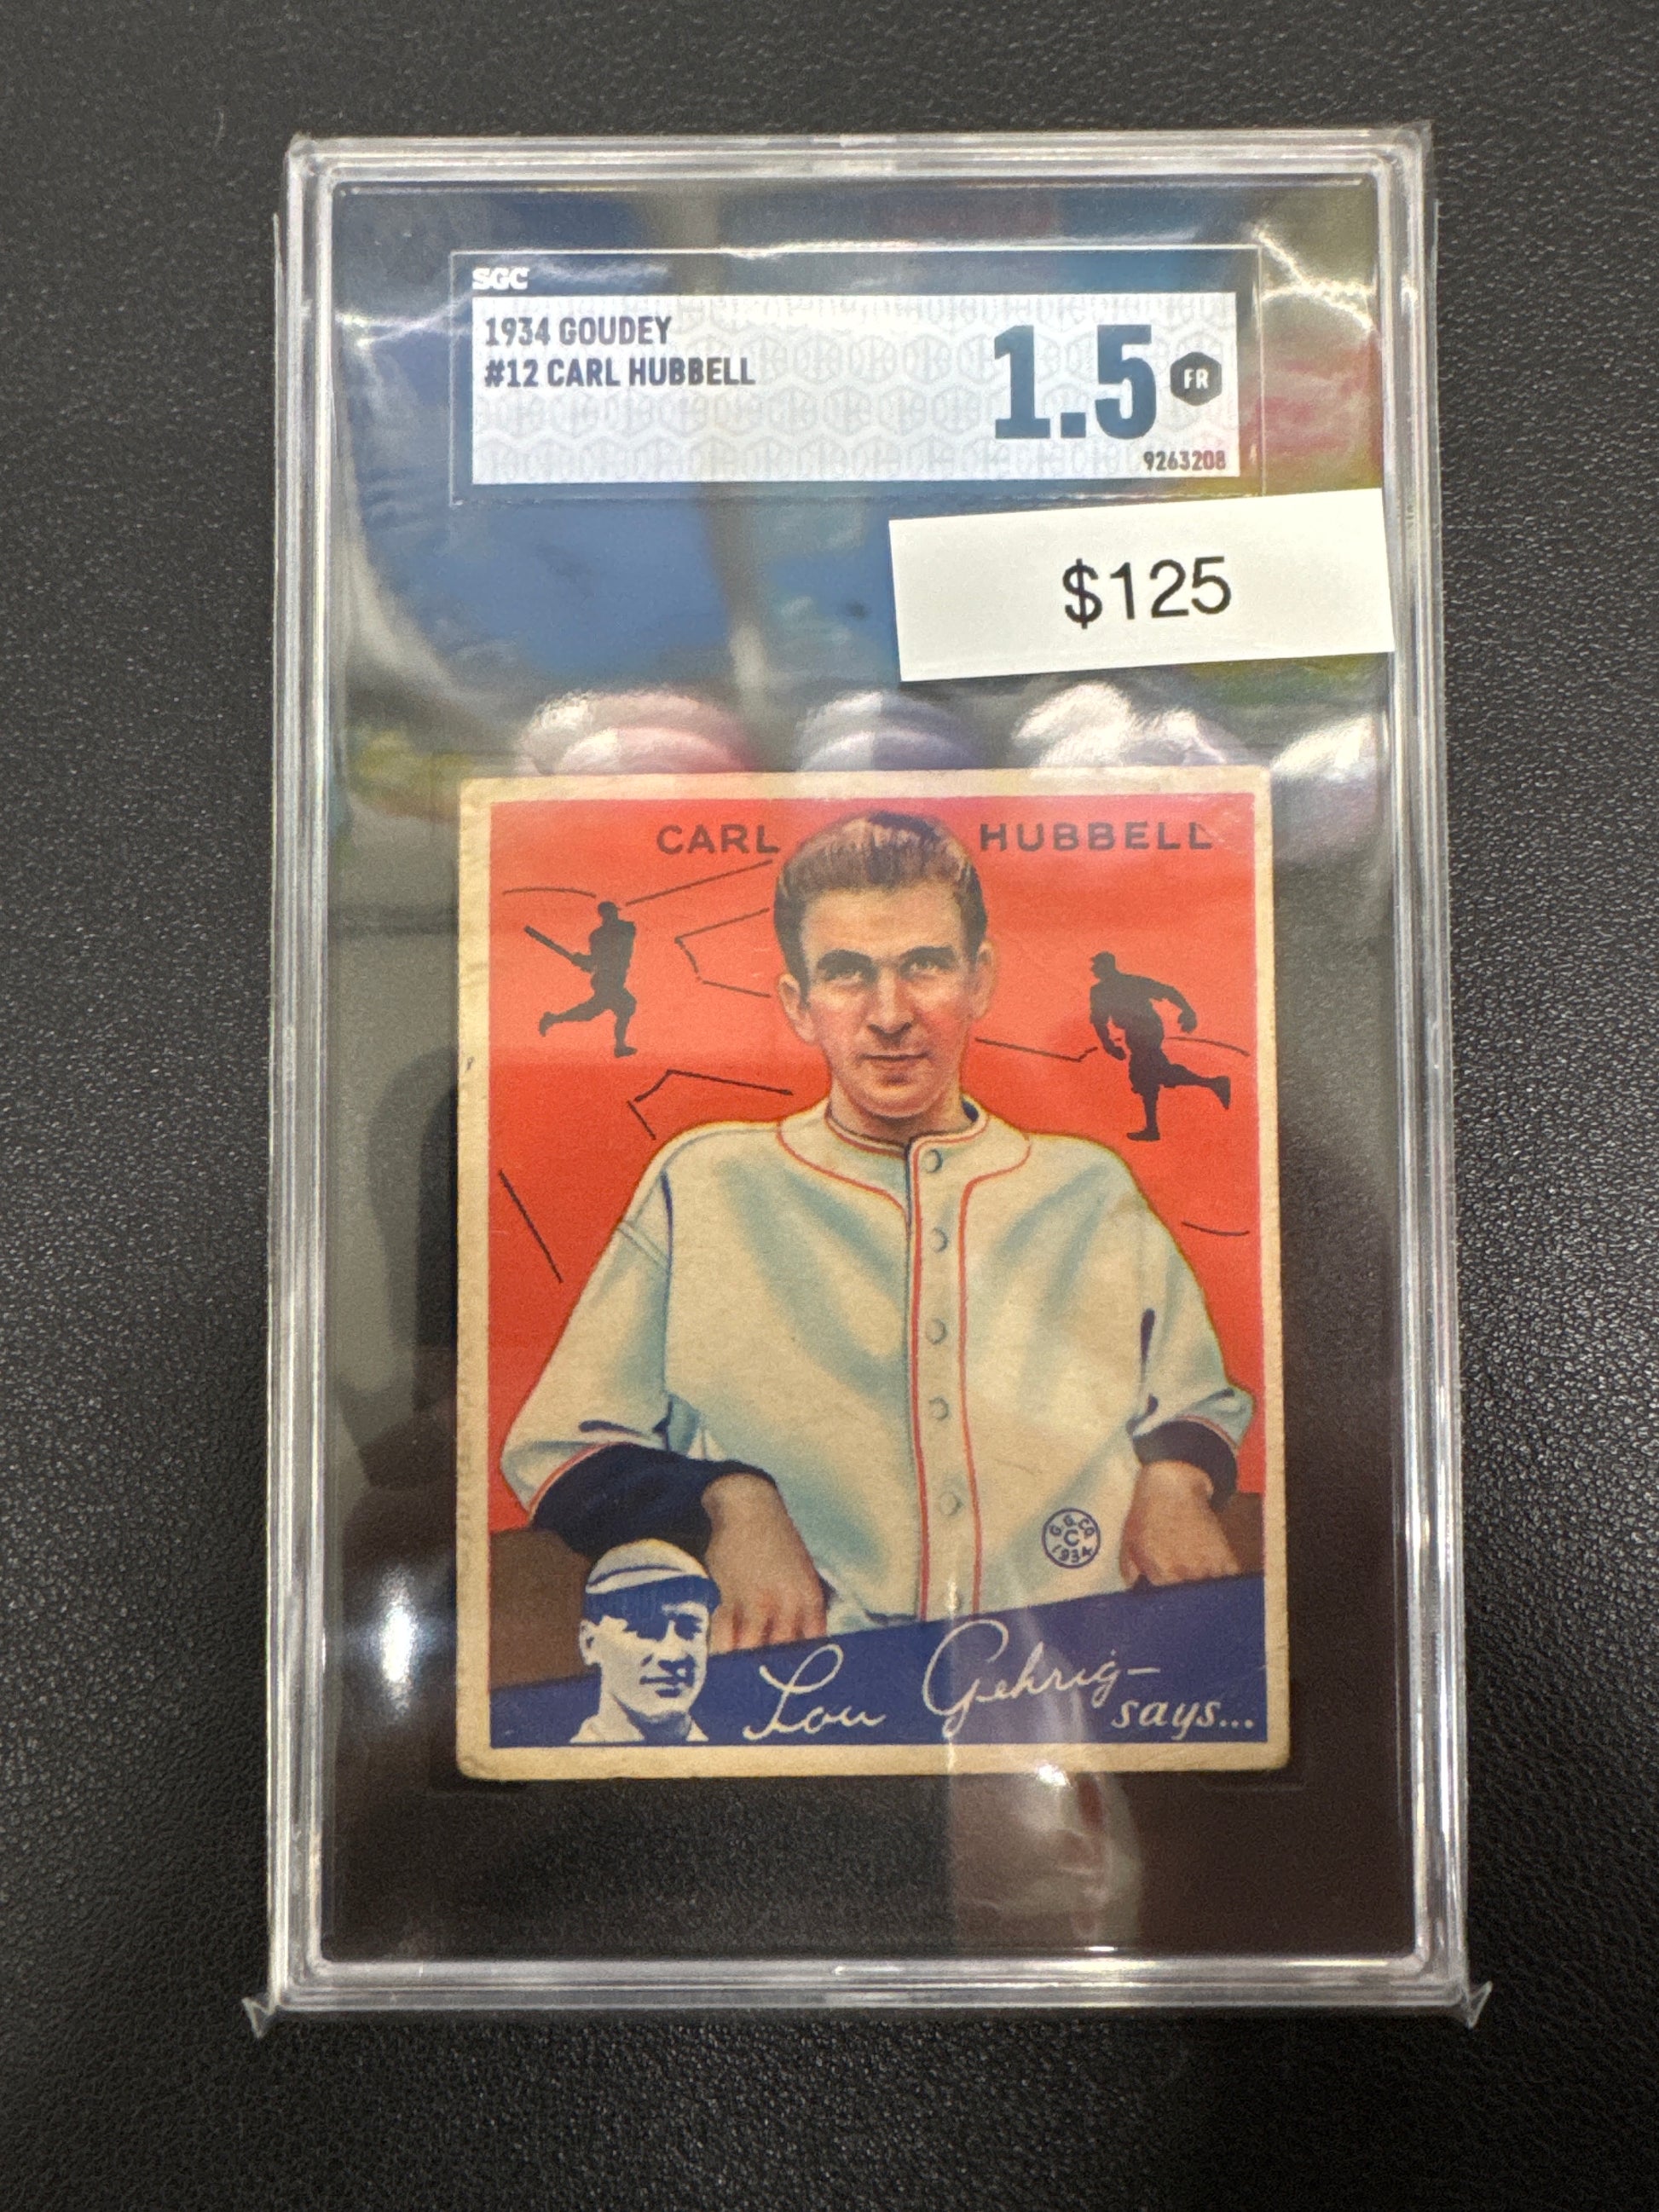 SGC
1934 GOUDEY
#12 CARL HUBBELL
1.5 FR
9263208
$125
CARL HUBBELL
G.G.CO.
C
1934
Lou Gehrig-
says...